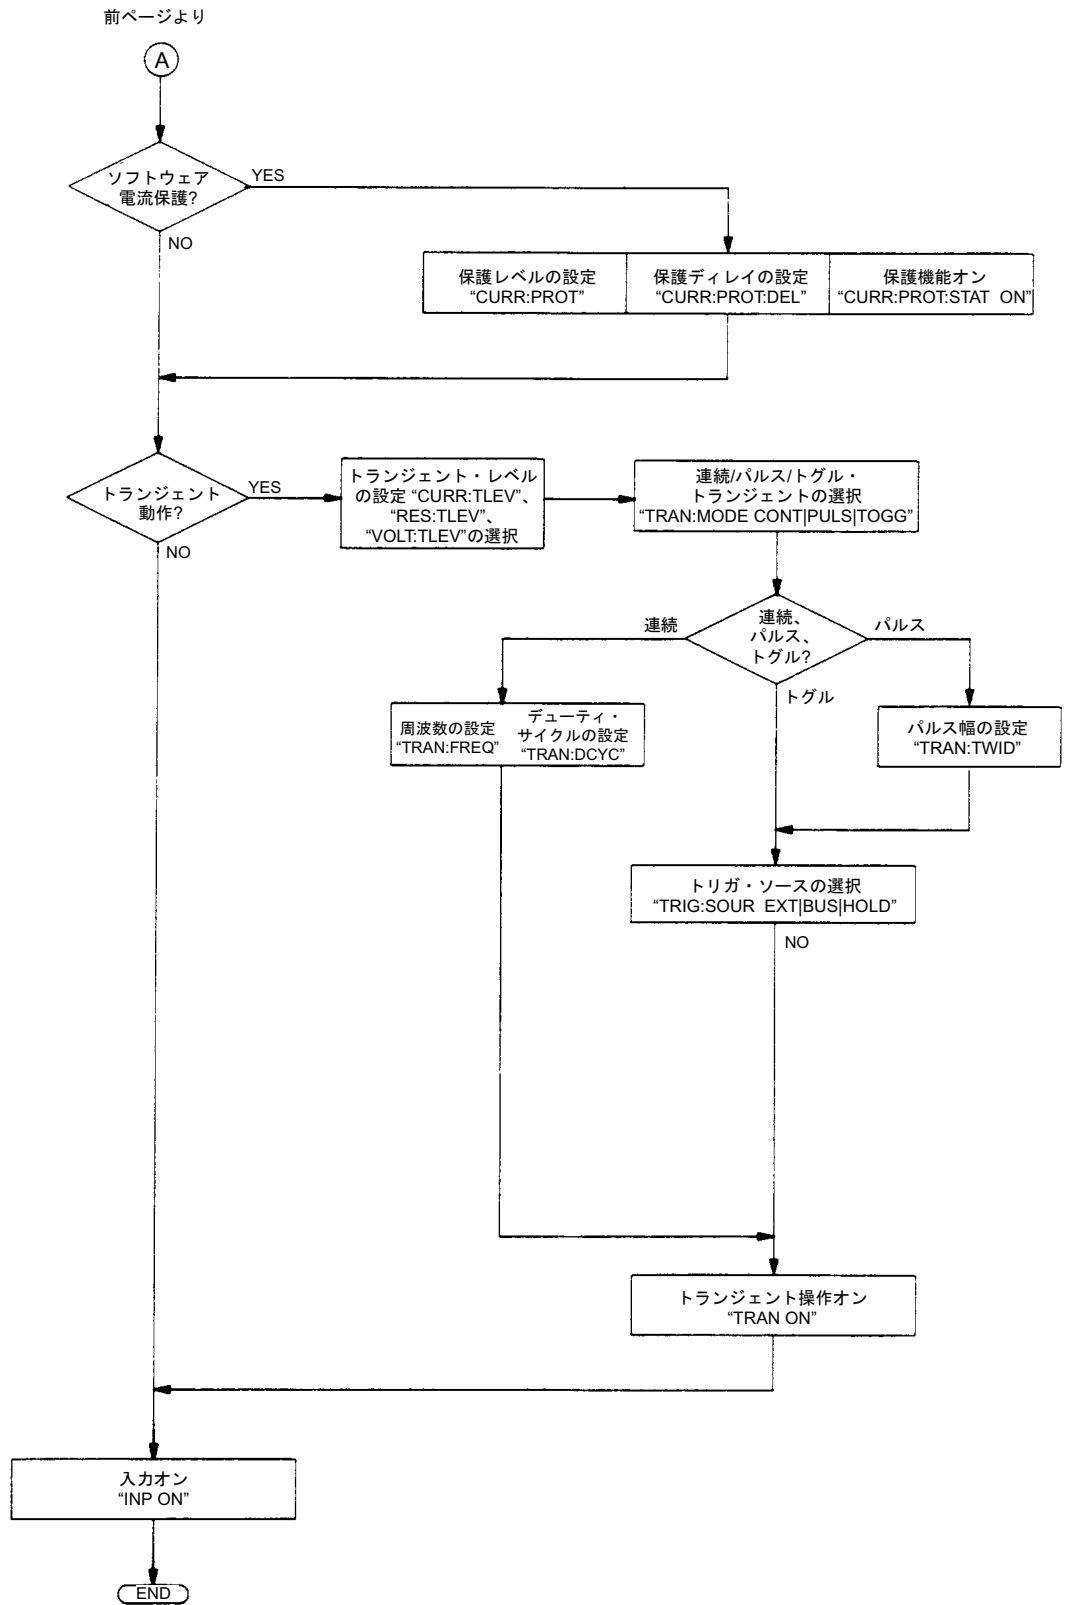 前ページより
A
ソフトウェア
電流保護?
YES
NO
保護レベルの設定
“CURR:PROT”
保護ディレイの設定
“CURR:PROT:DEL”
保護機能オン
“CURR:PROT:STAT ON”
トランジェント
動作?
YES
NO
トランジェント・レベル
の設定 “CURR:TLEV”、
“RES:TLEV”、
“VOLT:TLEV”の選択
連続/パルス/トグル・
トランジェントの選択
“TRAN:MODE CONT|PULS|TOGG”
連続、
パルス、
トグル?
連続
パルス
トグル
周波数の設定
“TRAN:FREQ”
デューティ・
サイクルの設定
“TRAN:DCYC”
パルス幅の設定
“TRAN:TWID”
トリガ・ソースの選択
“TRIG:SOUR EXT|BUS|HOLD”
NO
トランジェント操作オン
“TRAN ON”
入力オン
“INP ON”
END